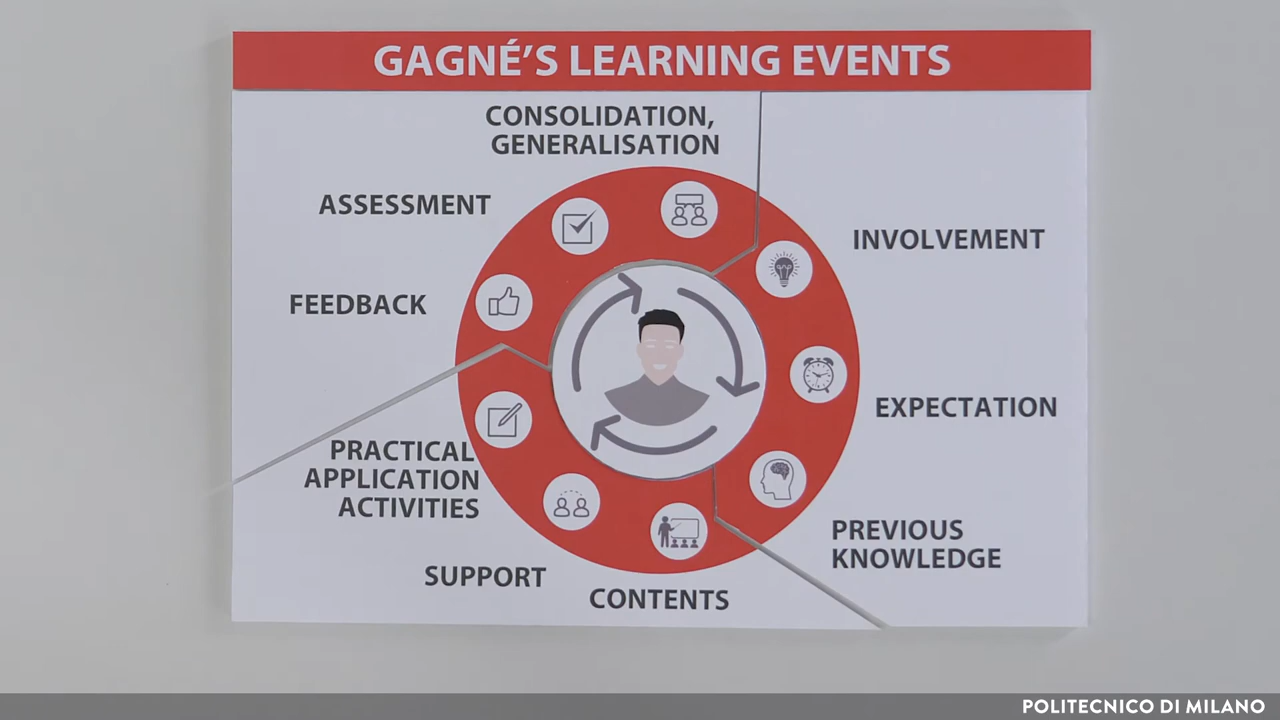 GAGNÉ'S LEARNING EVENTS
CONSOLIDATION,
GENERALISATION
ASSESSMENT
INVOLVEMENT
FEEDBACK
EXPECTATION
PRACTICAL
APPLICATION
ACTIVITIES
PREVIOUS
KNOWLEDGE
SUPPORT
CONTENTS
POLITECNICO DI MILANO